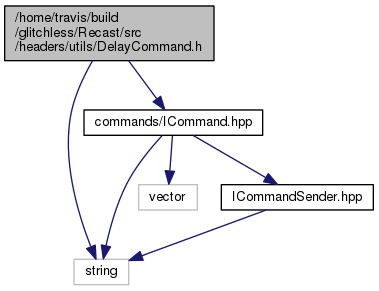 /home/travis/build
/glitchless/Recast/src
/headers/utils/DelayCommand.h
commands/ICommand.hpp
vector
ICommandSender.hpp
string